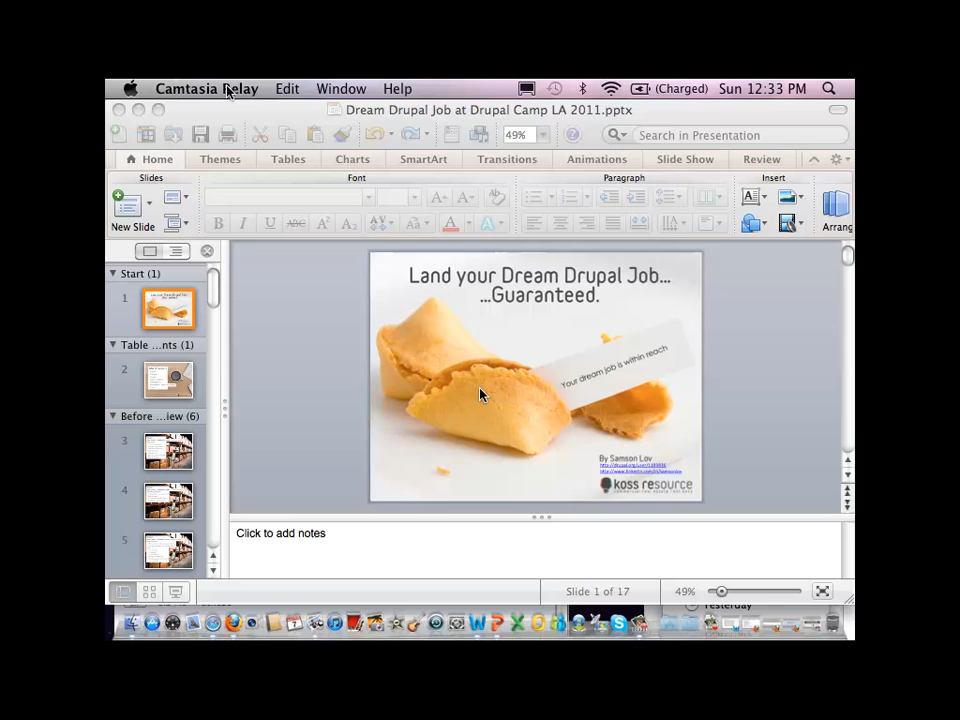 Camtasia Relay Edit Window Help (Charged) Sun 12:33 PM
Dream Drupal Job at Drupal Camp LA 2011.pptx
49% Search in Presentation
Home Themes Tables Charts SmartArt Transitions Animations Slide Show Review
Slides Font Paragraph Insert
New Slide Arrang
Start (1)
1
Table ...nts (1)
2
Before ...iew (6)
3
4
5
Land your Dream Drupal Job...
...Guaranteed.
Your dream job is within reach
By Samson Lov
koss resource
Click to add notes
Slide 1 of 17 49%
Yesterday